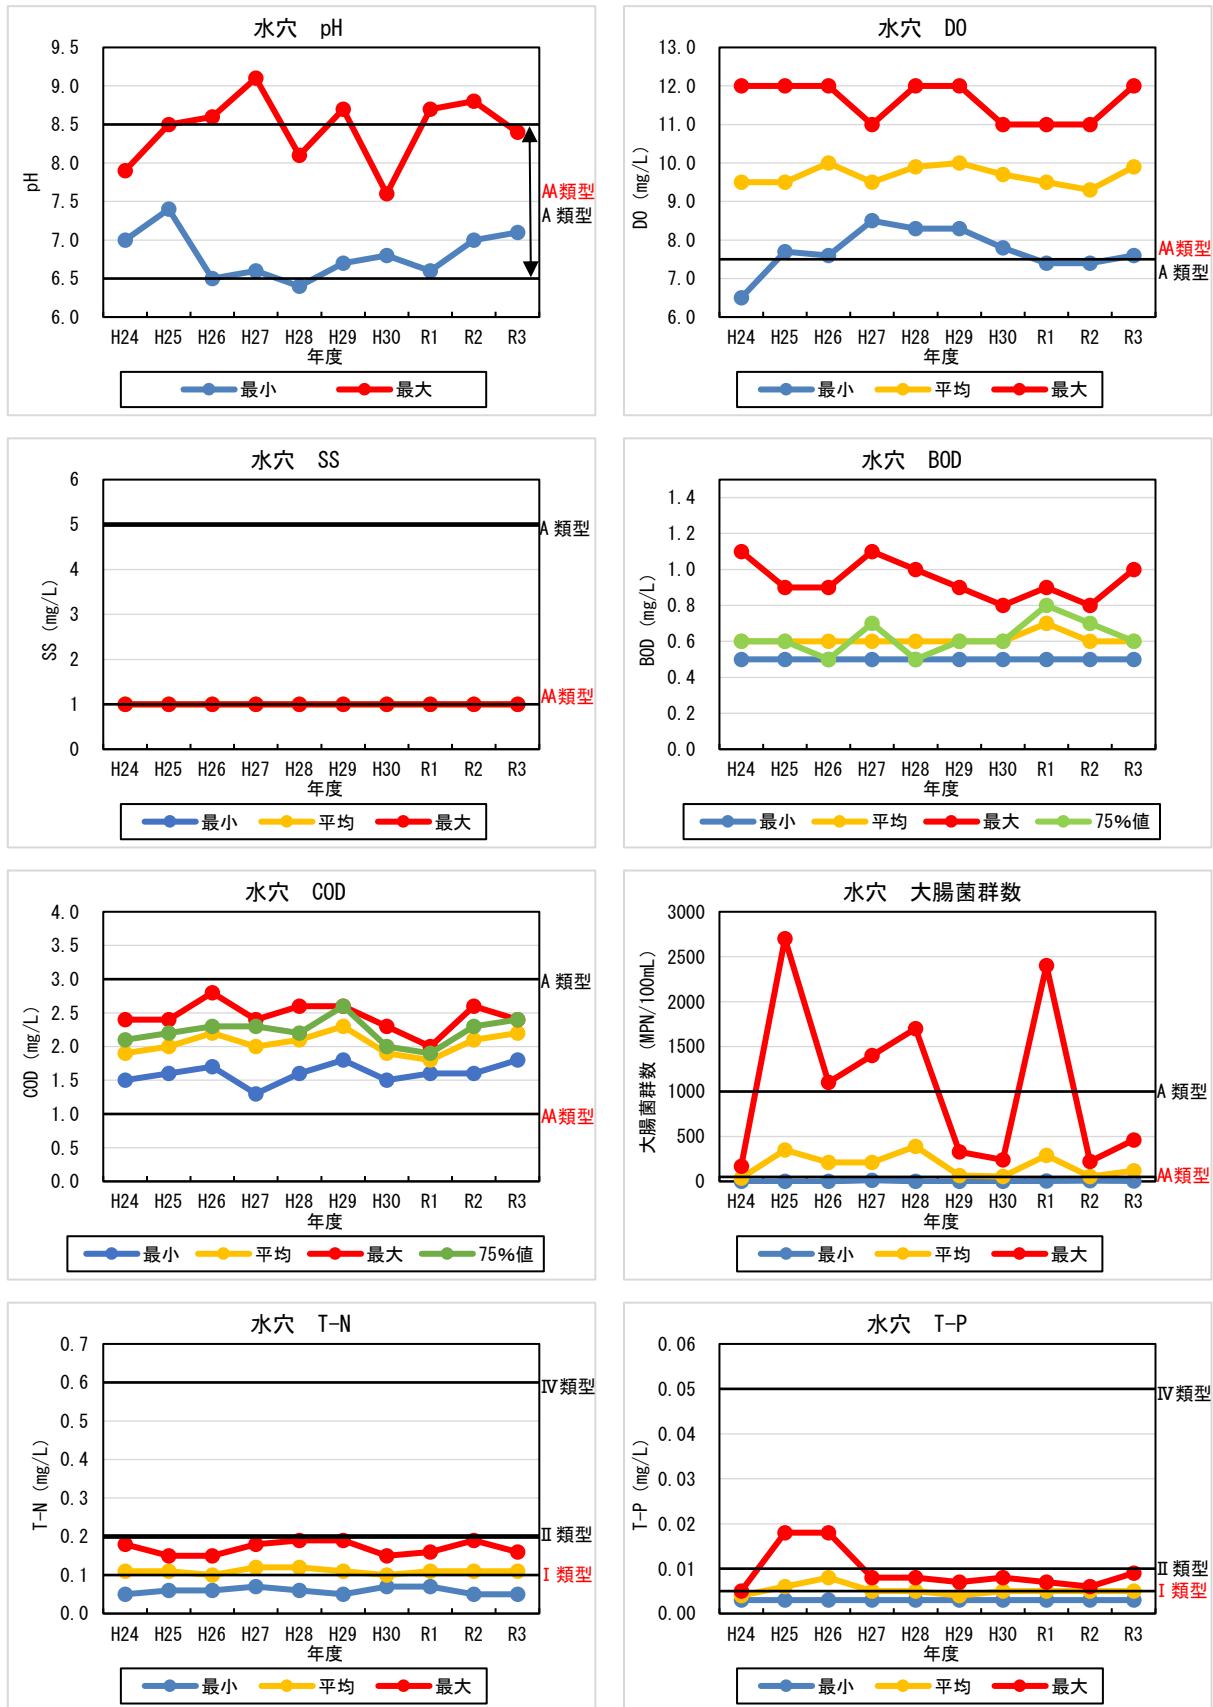 水穴　pH
9.5
9.0
8.5
8.0
7.5
7.0
6.5
6.0
pH
AA類型
A 類型
H24 H25 H26 H27 H28 H29 H30 R1 R2 R3
年度
最小 最大
水穴　DO
13.0
12.0
11.0
10.0
9.0
8.0
7.0
6.0
DO (mg/L)
AA類型
A 類型
H24 H25 H26 H27 H28 H29 H30 R1 R2 R3
年度
最小 平均 最大
水穴　SS
6
5
4
3
2
1
0
SS (mg/L)
A 類型
AA類型
H24 H25 H26 H27 H28 H29 H30 R1 R2 R3
年度
最小 平均 最大
水穴　BOD
1.4
1.2
1.0
0.8
0.6
0.4
0.2
0.0
BOD (mg/L)
H24 H25 H26 H27 H28 H29 H30 R1 R2 R3
年度
最小 平均 最大 75%値
水穴　COD
4.0
3.5
3.0
2.5
2.0
1.5
1.0
0.5
0.0
COD (mg/L)
A 類型
AA類型
H24 H25 H26 H27 H28 H29 H30 R1 R2 R3
年度
最小 平均 最大 75%値
水穴　大腸菌群数
3000
2500
2000
1500
1000
500
0
大腸菌群数 (MPN/100mL)
A 類型
AA類型
H24 H25 H26 H27 H28 H29 H30 R1 R2 R3
年度
最小 平均 最大
水穴　T-N
0.7
0.6
0.5
0.4
0.3
0.2
0.1
0.0
T-N (mg/L)
Ⅳ類型
Ⅱ類型
Ⅰ類型
H24 H25 H26 H27 H28 H29 H30 R1 R2 R3
年度
最小 平均 最大
水穴　T-P
0.06
0.05
0.04
0.03
0.02
0.01
0.00
T-P (mg/L)
Ⅳ類型
Ⅱ類型
Ⅰ類型
H24 H25 H26 H27 H28 H29 H30 R1 R2 R3
年度
最小 平均 最大